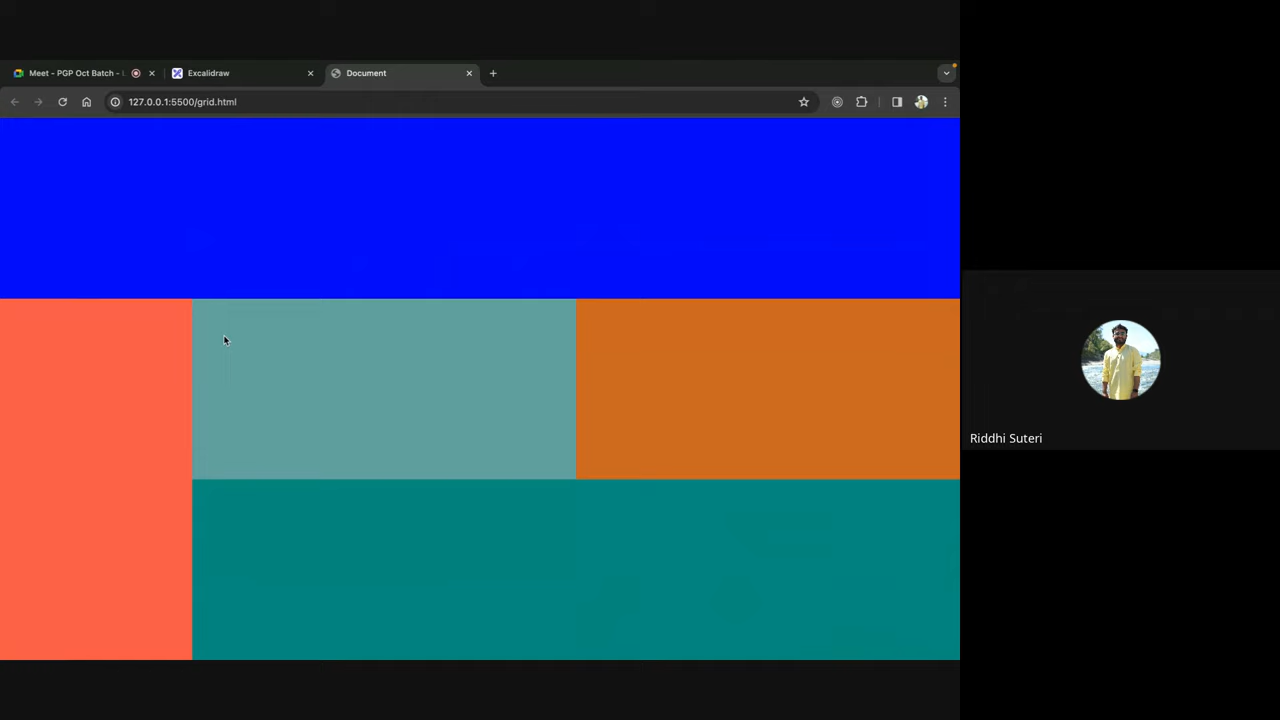 Meet - PGP Oct Batch -
Excalidraw
Document
127.0.0.1:5500/grid.html
Riddhi Suteri